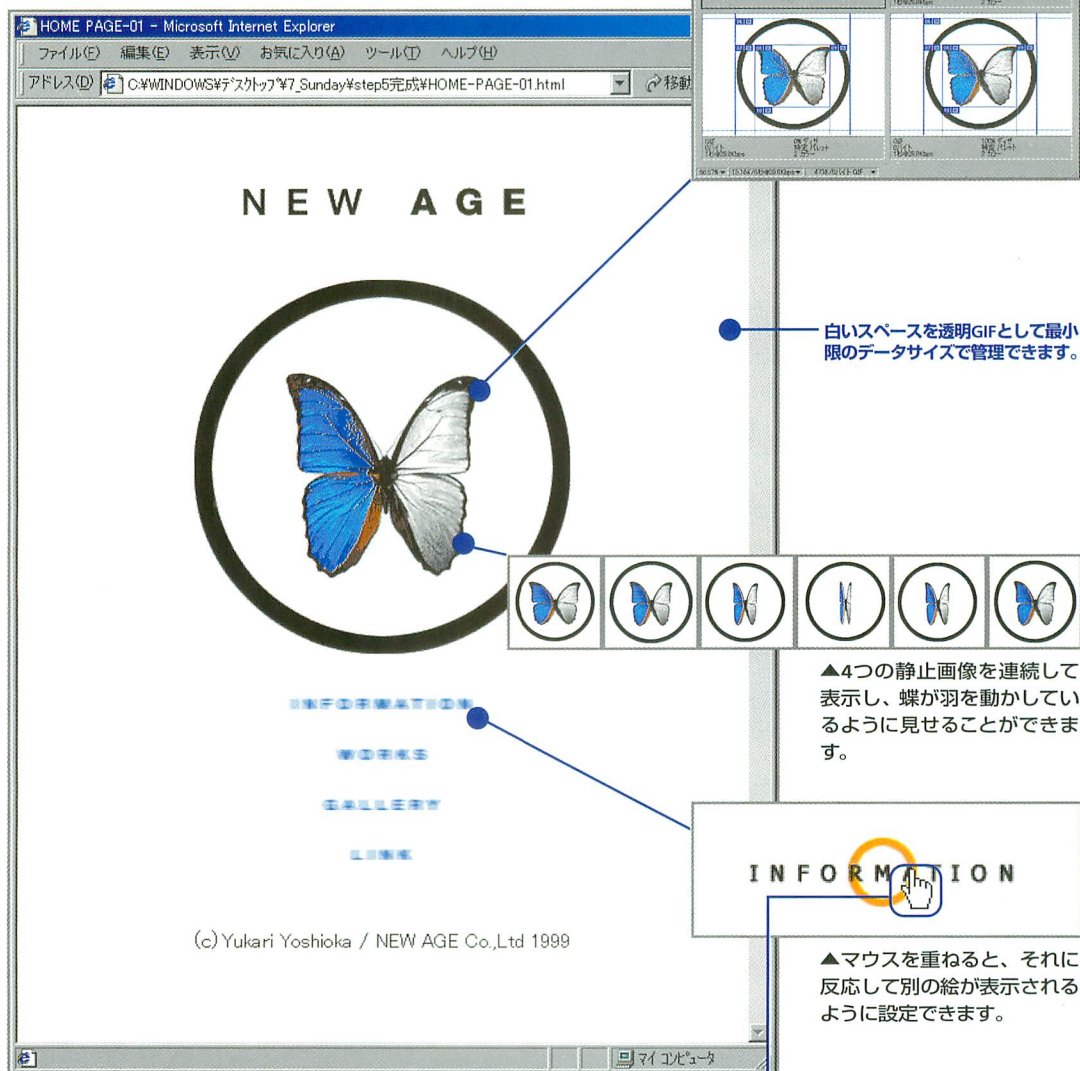 HOME PAGE-01 - Microsoft Internet Explorer
ファイル(F) 編集(E) 表示(V) お気に入り(A) ツール(T) ヘルプ(H)
アドレス(D) C:¥WINDOWS¥デスクトップ¥7_Sunday¥step5完成¥HOME-PAGE-01.html 移動
NEW AGE
白いスペースを透明GIFとして最小
限のデータサイズで管理できます。
▲4つの静止画像を連続して
表示し、蝶が羽を動かしてい
るように見せることができま
す。
INFORMATION
WORKS
GALLERY
LINK
INFORMATION
▲マウスを重ねると、それに
反応して別の絵が表示される
ように設定できます。
(c)Yukari Yoshioka / NEW AGE Co.,Ltd 1999
マイ コンピュータ